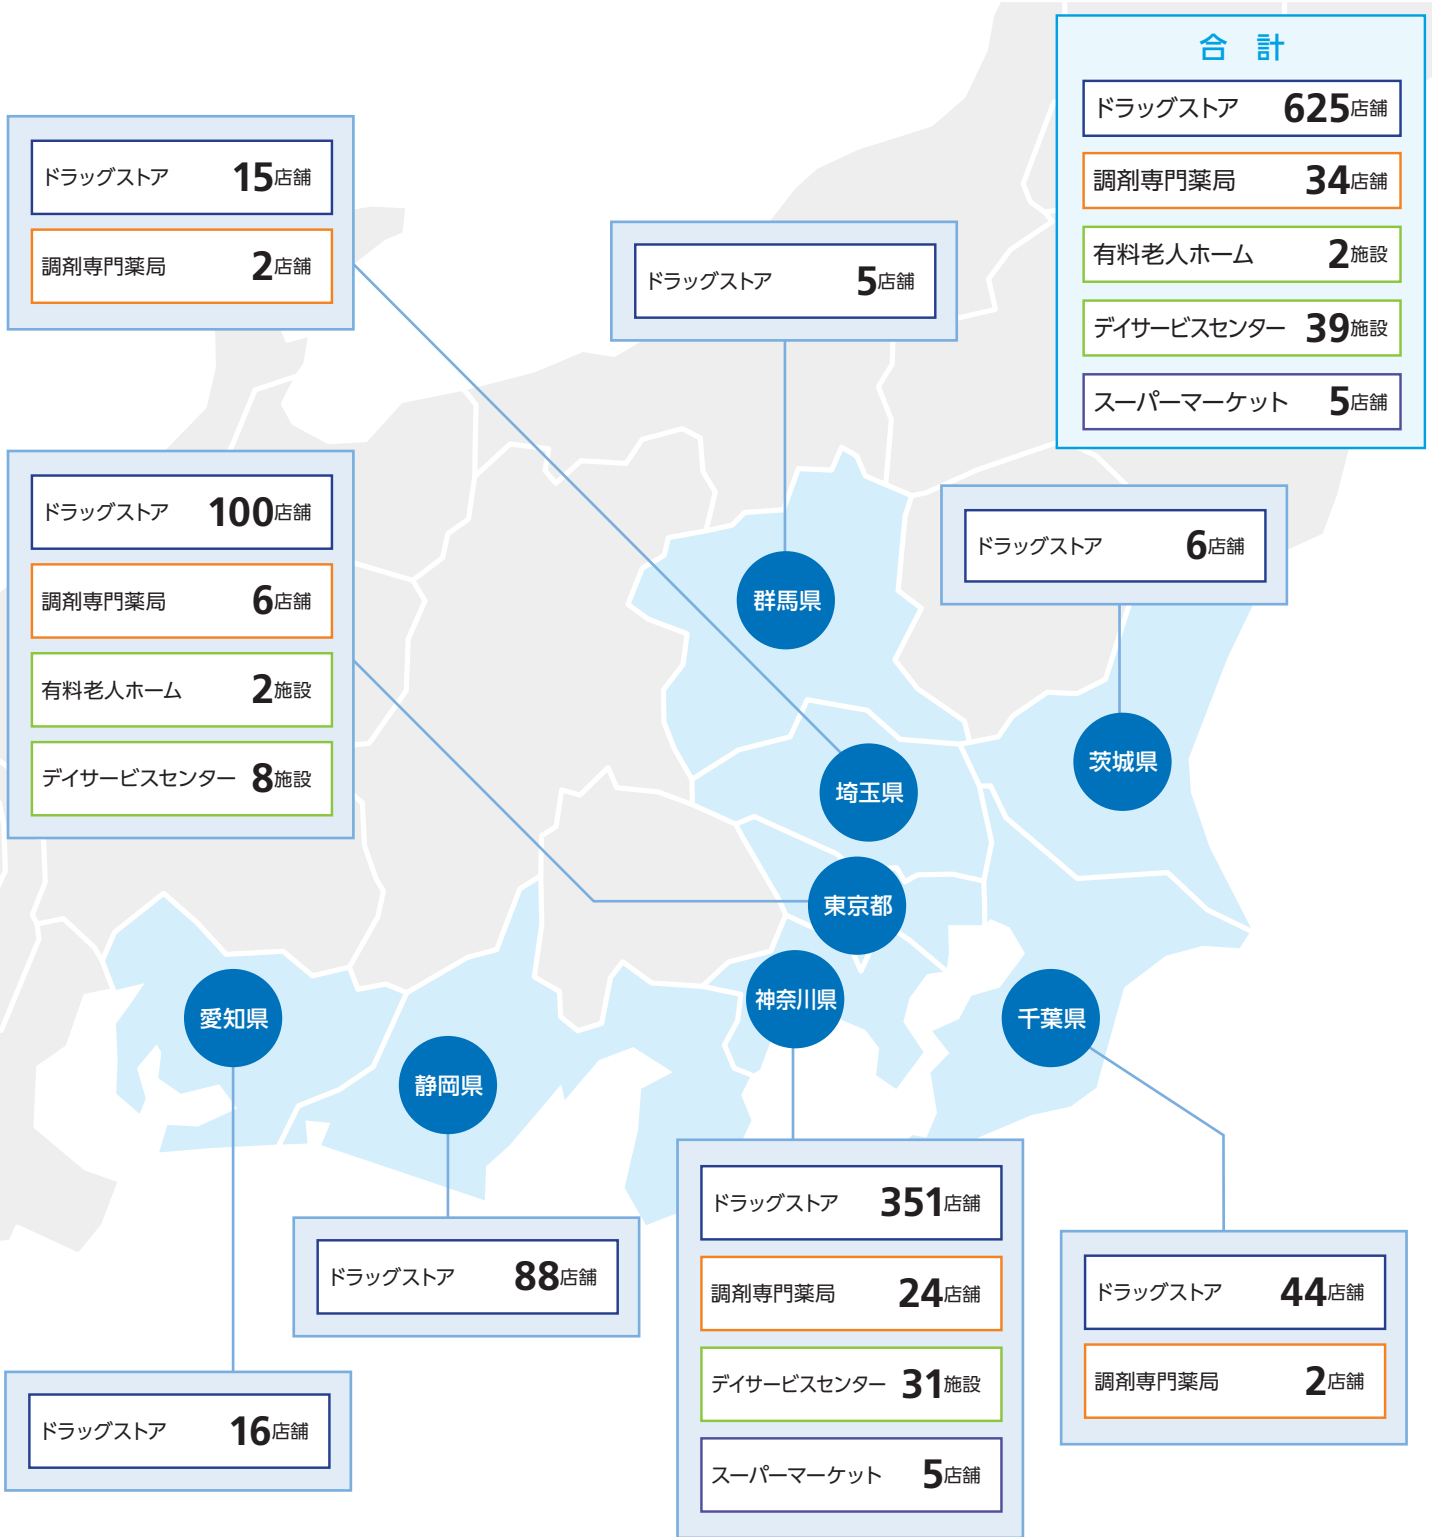 合 計
ドラッグストア 625店舗
調剤専門薬局 34店舗
有料老人ホーム 2施設
デイサービスセンター 39施設
スーパーマーケット 5店舗
ドラッグストア 15店舗
調剤専門薬局 2店舗
ドラッグストア 5店舗
ドラッグストア 100店舗
調剤専門薬局 6店舗
有料老人ホーム 2施設
デイサービスセンター 8施設
ドラッグストア 6店舗
群馬県
茨城県
埼玉県
東京都
神奈川県
千葉県
愛知県
静岡県
ドラッグストア 351店舗
調剤専門薬局 24店舗
デイサービスセンター 31施設
スーパーマーケット 5店舗
ドラッグストア 88店舗
ドラッグストア 44店舗
調剤専門薬局 2店舗
ドラッグストア 16店舗